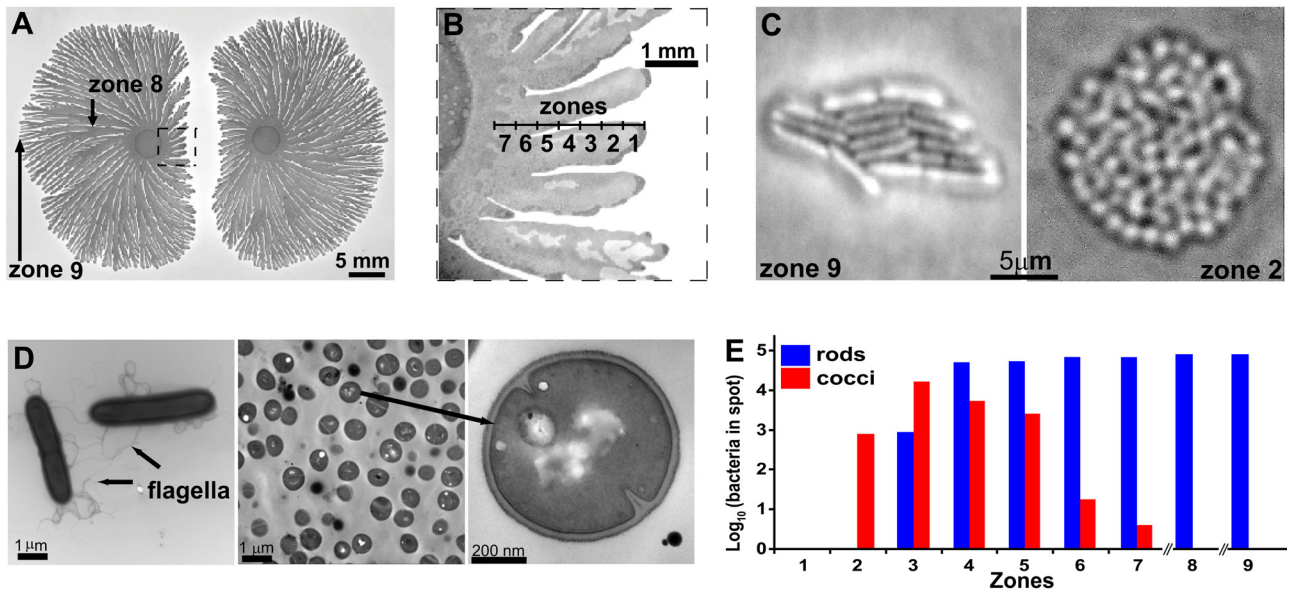 A
zone 8
zone 9
5 mm
B
1 mm
zones
7 6 5 4 3 2 1
C
zone 9
5μm
zone 2
D
flagella
1 μm
1 μm
200 nm
E
rods
cocci
Log10 (bacteria in spot)
5
4
3
2
1
0
1 2 3 4 5 6 7 // 8 // 9
Zones